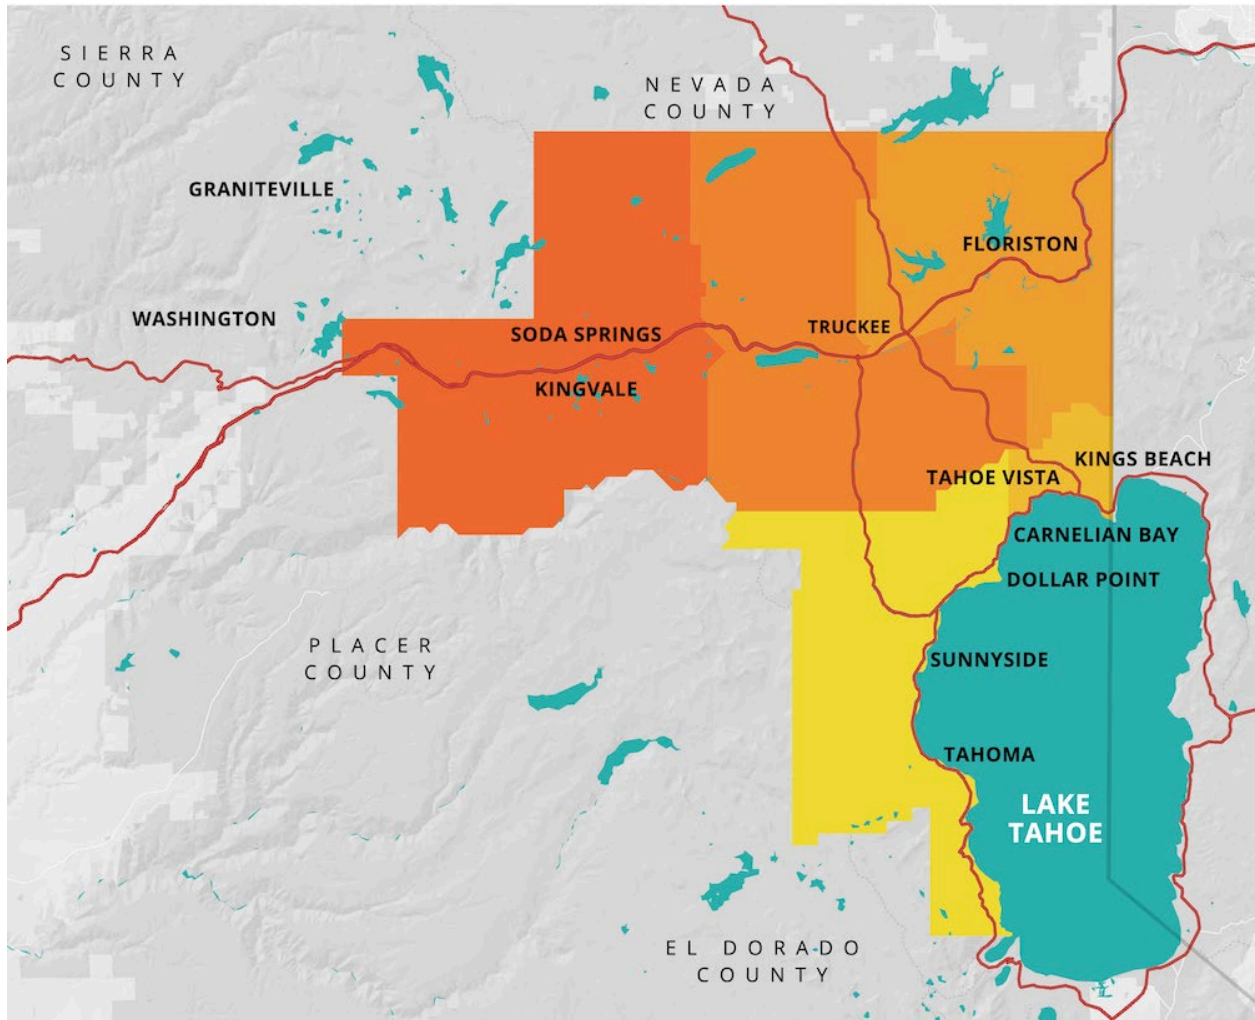 SIERRA
COUNTY
NEVADA
COUNTY
GRANITEVILLE
FLORISTON
WASHINGTON
SODA SPRINGS
TRUCKEE
KINGVALE
KINGS BEACH
TAHOE VISTA
CARNELIAN BAY
DOLLAR POINT
PLACER
COUNTY
SUNNYSIDE
TAHOMA
LAKE
TAHOE
EL DORADO
COUNTY